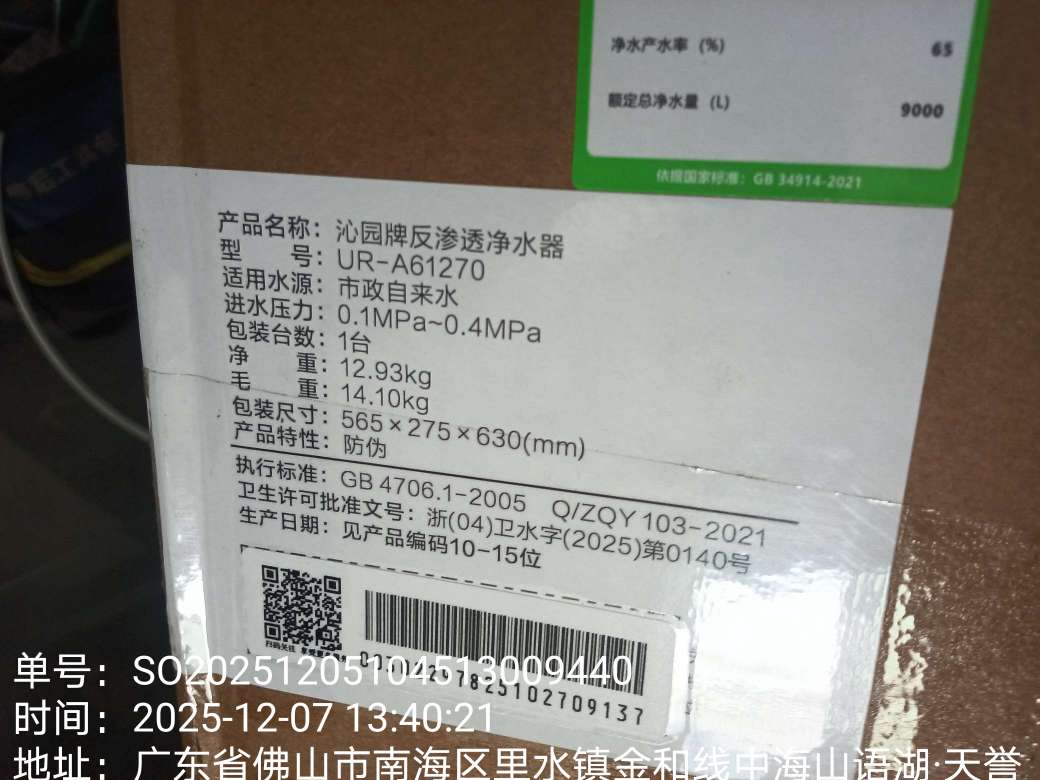 净水产水率（%） 65
额定总净水量（L） 9000
依据国家标准：GB 34914-2021
产品名称：沁园牌反渗透净水器
型 号：UR-A61270
适用水源：市政自来水
进水压力：0.1MPa~0.4MPa
包装台数：1台
净 重：12.93kg
毛 重：14.10kg
包装尺寸：565×275×630(mm)
产品特性：防伪
执行标准：GB 4706.1-2005 Q/ZQY 103-2021
卫生许可批准文号：浙(04)卫水字(2025)第0140号
生产日期：见产品编码10-15位
扫码关注
单号：SO20251205104513009440
时间：2025-12-07 13:40:21
地址：广东省佛山市南海区里水镇金和线中海山语湖·天誉